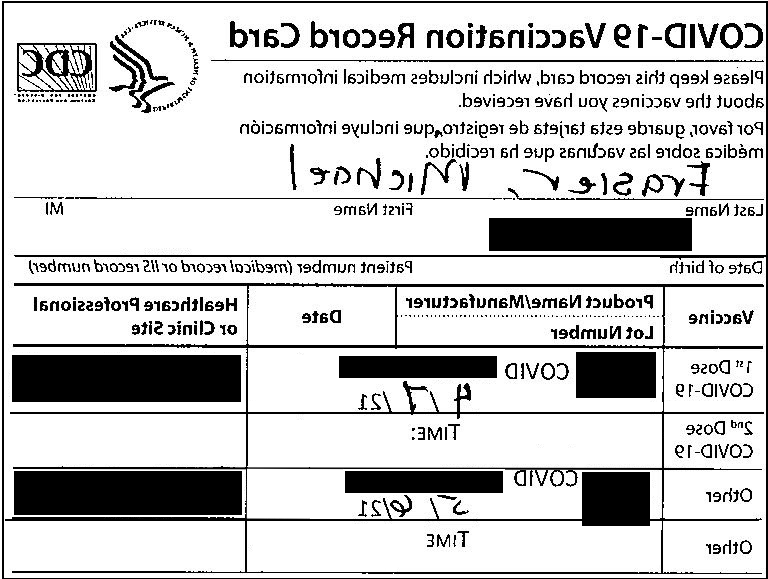 COVID-19 Vaccination Record Card
CDC
Please keep this record card, which includes medical information
about the vaccines you have received.
Por favor, guarde esta tarjeta de registro, que incluye información
médica sobre las vacunas que ha recibido.
Frasier, Michael
Last Name First Name MI
Date of birth Patient number (medical record or IIS record number)
Vaccine Product Name/Manufacturer Date Healthcare Professional
Lot Number or Clinic Site
1st Dose
COVID-19
COVID
4/7/21
2nd Dose
COVID-19
TIME:
Other
COVID
5/6/21
Other
TIME